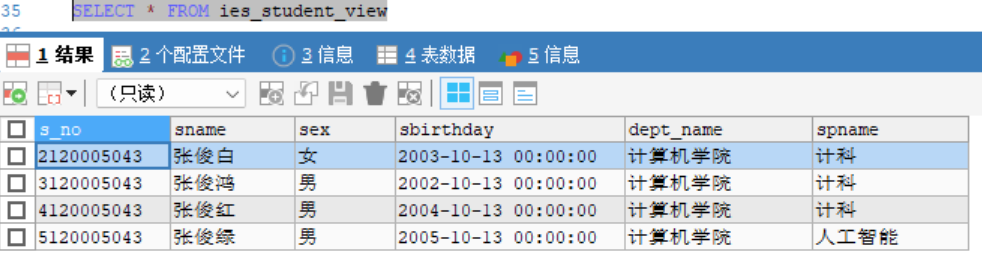 35 SELECT * FROM ies_student_view
1 结果 2 个配置文件 3 信息 4 表数据 5 信息
(只读)
s_no sname sex sbirthday dept_name spname
2120005043 张俊白 女 2003-10-13 00:00:00 计算机学院 计科
3120005043 张俊鸿 男 2002-10-13 00:00:00 计算机学院 计科
4120005043 张俊红 男 2004-10-13 00:00:00 计算机学院 计科
5120005043 张俊绿 男 2005-10-13 00:00:00 计算机学院 人工智能